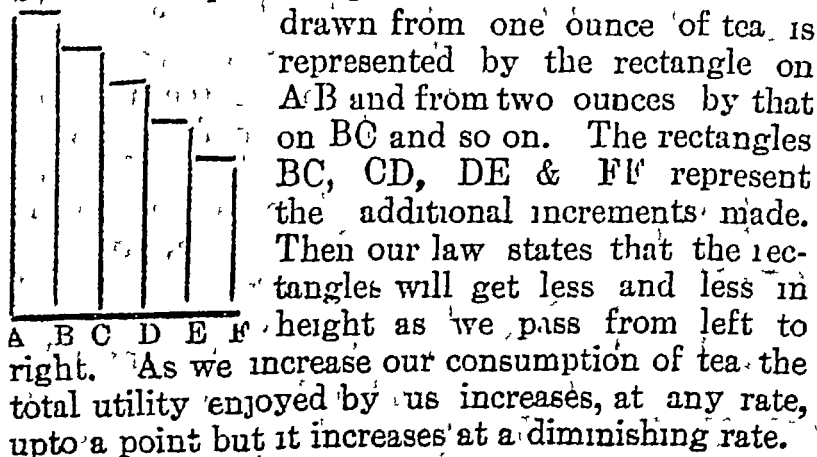 drawn from one ounce of tea is
represented by the rectangle on
AB and from two ounces by that
on BC and so on. The rectangles
BC, CD, DE & EF represent
the additional increments made.
Then our law states that the rec-
tangles will get less and less in
A B C D E F
height as we pass from left to
right. As we increase our consumption of tea the
total utility enjoyed by us increases, at any rate,
upto a point but it increases at a diminishing rate.